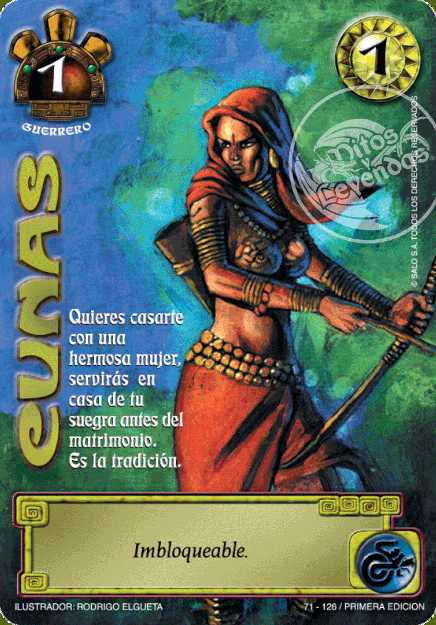 1
GUERRERO
1
Mitos
y
Leyendas
© SALO S.A. TODOS LOS DERECHOS RESERVADOS
CUNAS
Quieres casarte
con una
hermosa mujer,
servirás en
casa de tu
suegra antes del
matrimonio.
Es la tradición.
Imbloqueable.
ILUSTRADOR: RODRIGO ELGUETA
71 - 126 / PRIMERA EDICION